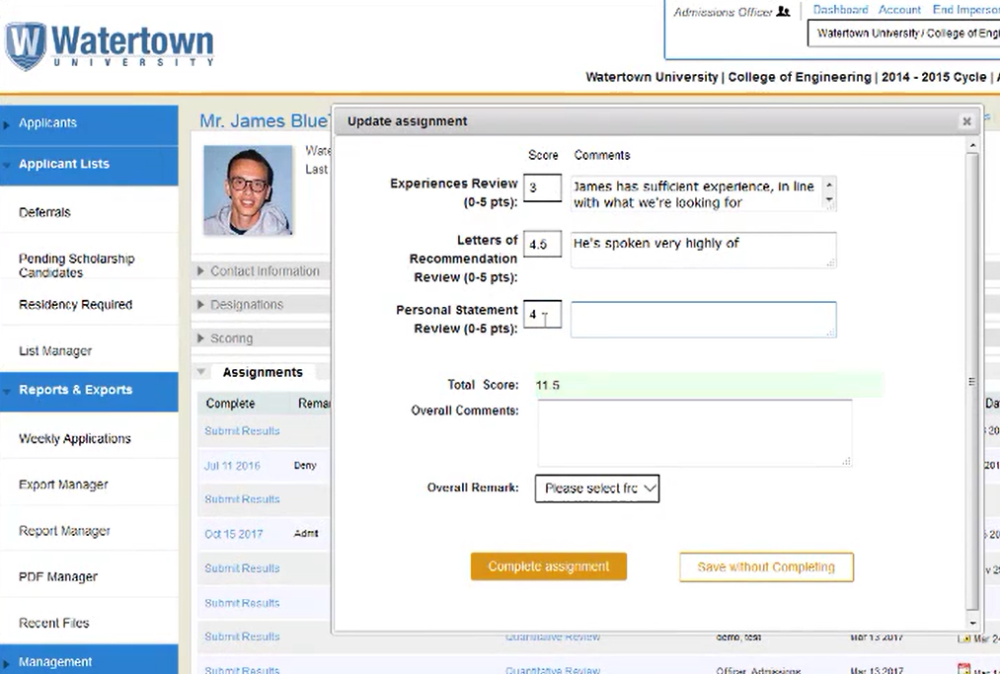 Watertown
UNIVERSITY
Admissions Officer
Dashboard Account End Imperso
Watertown University / College of Engi
Watertown University | College of Engineering | 2014 - 2015 Cycle |
Applicants
Applicant Lists
Deferrals
Pending Scholarship
Candidates
Residency Required
List Manager
Reports & Exports
Weekly Applications
Export Manager
Report Manager
PDF Manager
Recent Files
Management
Mr. James Blue
Wate
Last
Contact Information
Designations
Scoring
Assignments
Complete Remar
Submit Results
Jul 11 2016 Deny
Submit Results
Oct 15 2017 Admit
Submit Results
Submit Results
Submit Results Quantitative Review demo, test Mar 13 2017 Mar 24
Submit Results Quantitative Review Officer, Admissions Mar 13 2017
Update assignment
Score Comments
Experiences Review
(0-5 pts):
3
James has sufficient experience, in line
with what we're looking for
Letters of
Recommendation
Review (0-5 pts):
4.5
He's spoken very highly of
Personal Statement
Review (0-5 pts):
4
Total Score: 11.5
Overall Comments:
Overall Remark: Please select frc
Complete assignment
Save without Completing